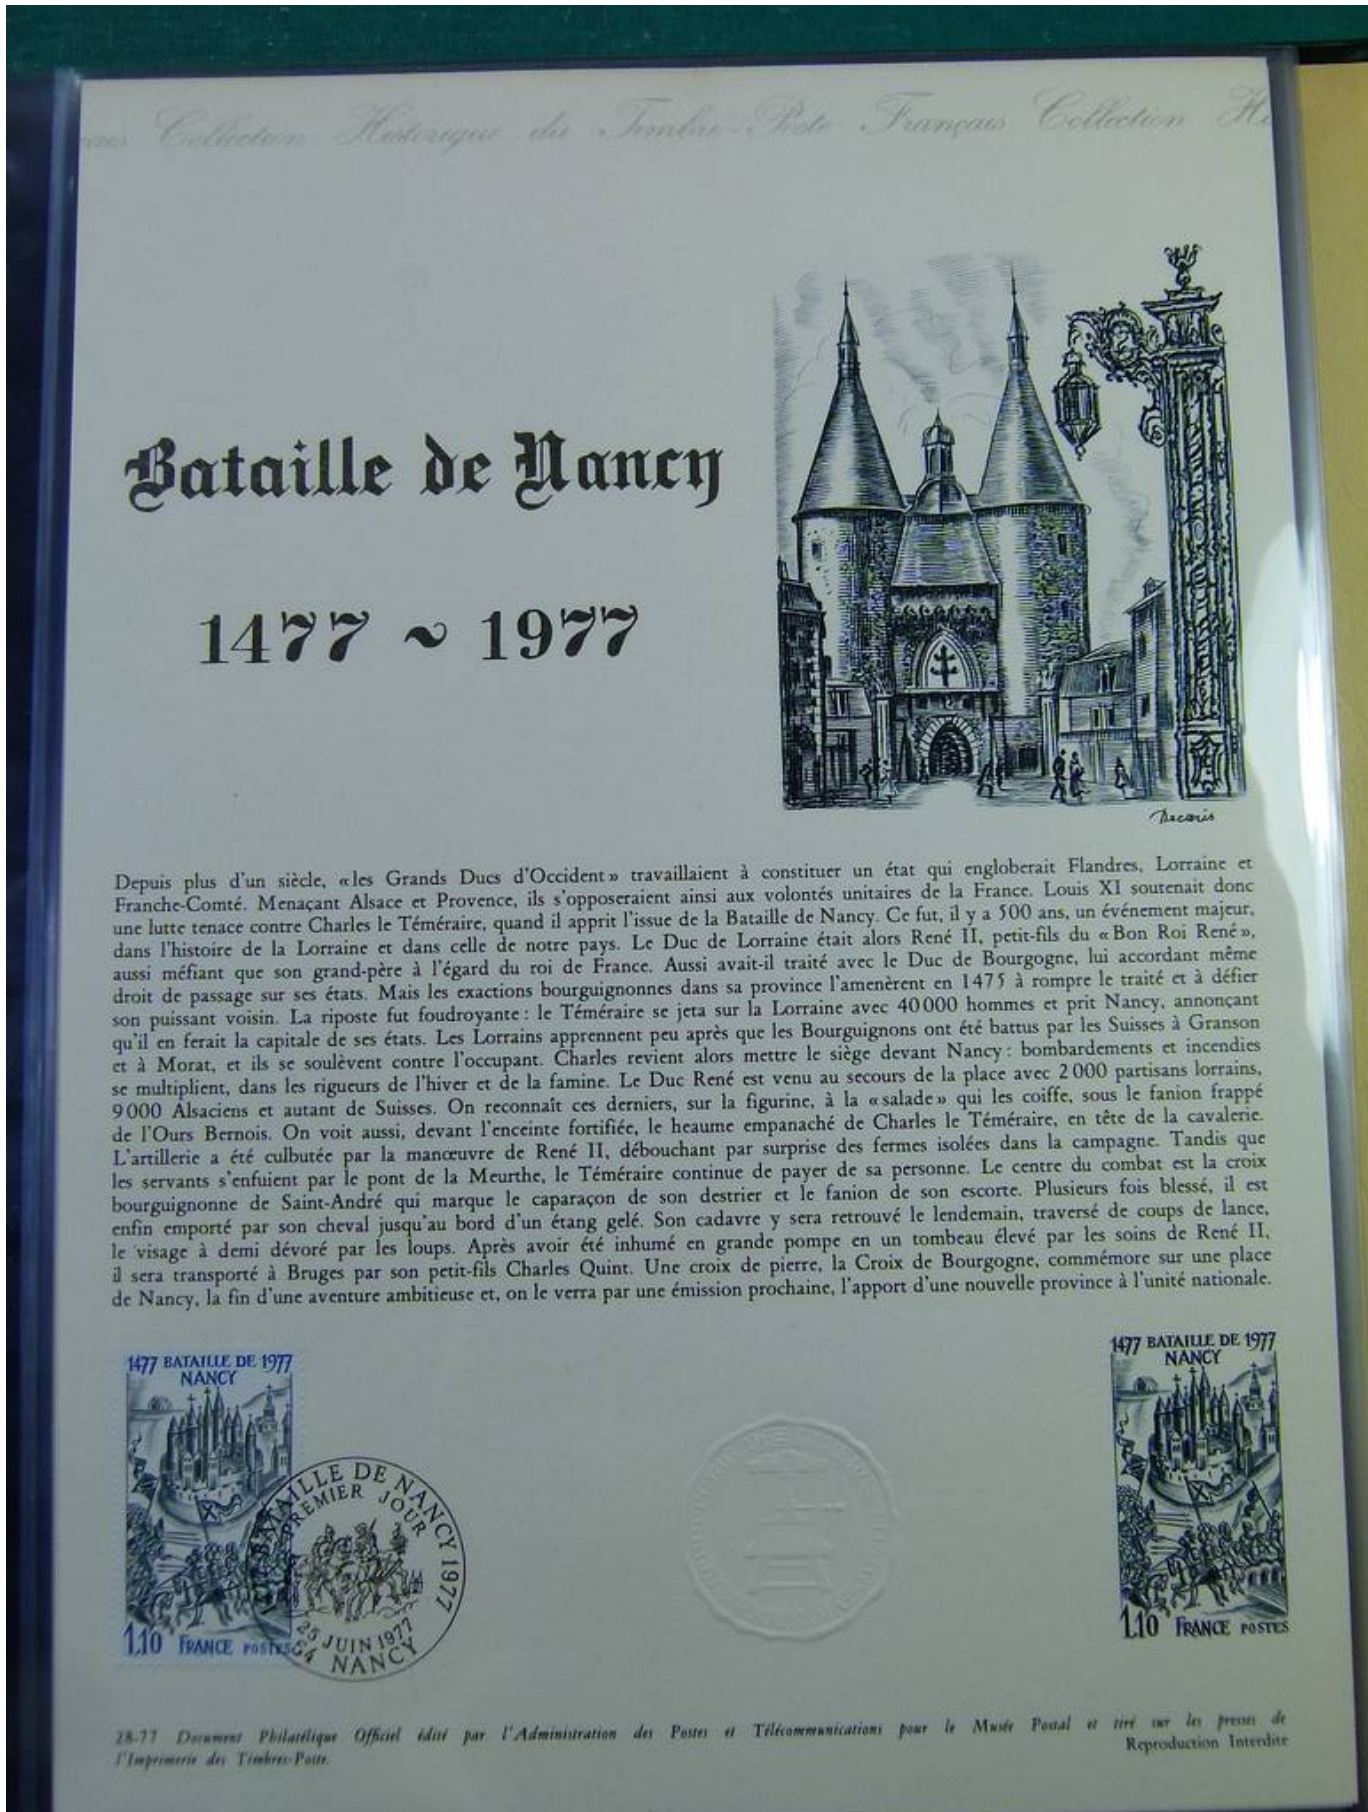 Collection Historique du Timbre-Poste Français Collection
Bataille de Nancy
1477 ~ 1977
Decaris
Depuis plus d'un siècle, «les Grands Ducs d'Occident» travaillaient à constituer un état qui engloberait Flandres, Lorraine et
Franche-Comté. Menaçant Alsace et Provence, ils s'opposeraient ainsi aux volontés unitaires de la France. Louis XI soutenait donc
une lutte tenace contre Charles le Téméraire, quand il apprit l'issue de la Bataille de Nancy. Ce fut, il y a 500 ans, un événement majeur,
dans l'histoire de la Lorraine et dans celle de notre pays. Le Duc de Lorraine était alors René II, petit-fils du «Bon Roi René»,
aussi méfiant que son grand-père à l'égard du roi de France. Aussi avait-il traité avec le Duc de Bourgogne, lui accordant même
droit de passage sur ses états. Mais les exactions bourguignonnes dans sa province l'amenèrent en 1475 à rompre le traité et à défier
son puissant voisin. La riposte fut foudroyante : le Téméraire se jeta sur la Lorraine avec 40 000 hommes et prit Nancy, annonçant
qu'il en ferait la capitale de ses états. Les Lorrains apprennent peu après que les Bourguignons ont été battus par les Suisses à Granson
et à Morat, et ils se soulèvent contre l'occupant. Charles revient alors mettre le siège devant Nancy : bombardements et incendies
se multiplient, dans les rigueurs de l'hiver et de la famine. Le Duc René est venu au secours de la place avec 2 000 partisans lorrains,
9 000 Alsaciens et autant de Suisses. On reconnaît ces derniers, sur la figurine, à la «salade» qui les coiffe, sous le fanion frappé
de l'Ours Bernois. On voit aussi, devant l'enceinte fortifiée, le heaume empanaché de Charles le Téméraire, en tête de la cavalerie.
L'artillerie a été culbutée par la manœuvre de René II, débouchant par surprise des fermes isolées dans la campagne. Tandis que
les servants s'enfuient par le pont de la Meurthe, le Téméraire continue de payer de sa personne. Le centre du combat est la croix
bourguignonne de Saint-André qui marque le caparaçon de son destrier et le fanion de son escorte. Plusieurs fois blessé, il est
enfin emporté par son cheval jusqu'au bord d'un étang gelé. Son cadavre y sera retrouvé le lendemain, traversé de coups de lance,
le visage à demi dévoré par les loups. Après avoir été inhumé en grande pompe en un tombeau élevé par les soins de René II,
il sera transporté à Bruges par son petit-fils Charles Quint. Une croix de pierre, la Croix de Bourgogne, commémore sur une place
de Nancy, la fin d'une aventure ambitieuse et, on le verra par une émission prochaine, l'apport d'une nouvelle province à l'unité nationale.
1477 BATAILLE DE 1977
NANCY
1,10 FRANCE POSTES
BATAILLE DE NANCY 1977
PREMIER JOUR
25 JUIN 1977
54 NANCY
1477 BATAILLE DE 1977
NANCY
1,10 FRANCE POSTES
28-77 Document Philatélique Officiel édité par l'Administration des Postes et Télécommunications pour le Musée Postal et tiré sur les presses de
l'Imprimerie des Timbres-Poste.
Reproduction Interdite